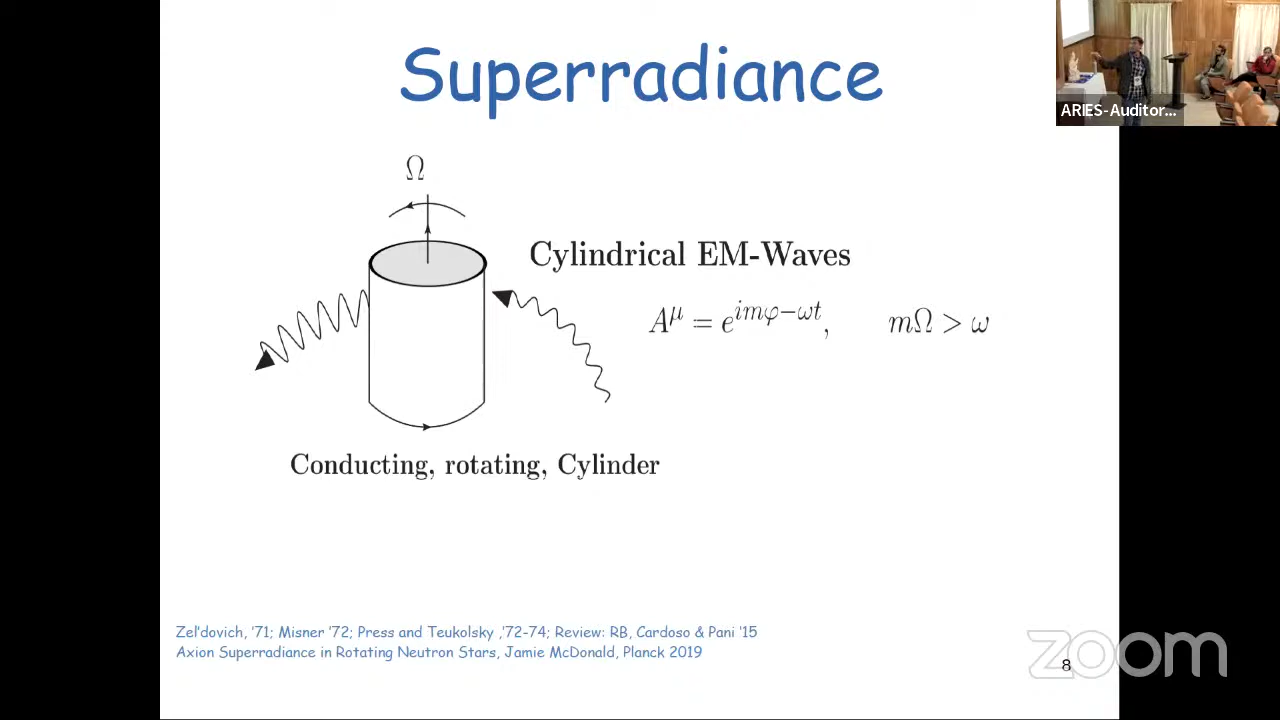 Superradiance
ARIES-Auditor...
Ω
Cylindrical EM-Waves
A^μ = e^{imφ−ωt}, mΩ > ω
Conducting, rotating, Cylinder
Zel'dovich, '71; Misner '72; Press and Teukolsky ,'72-74; Review: RB, Cardoso & Pani '15
Axion Superradiance in Rotating Neutron Stars, Jamie McDonald, Planck 2019
zoom
8